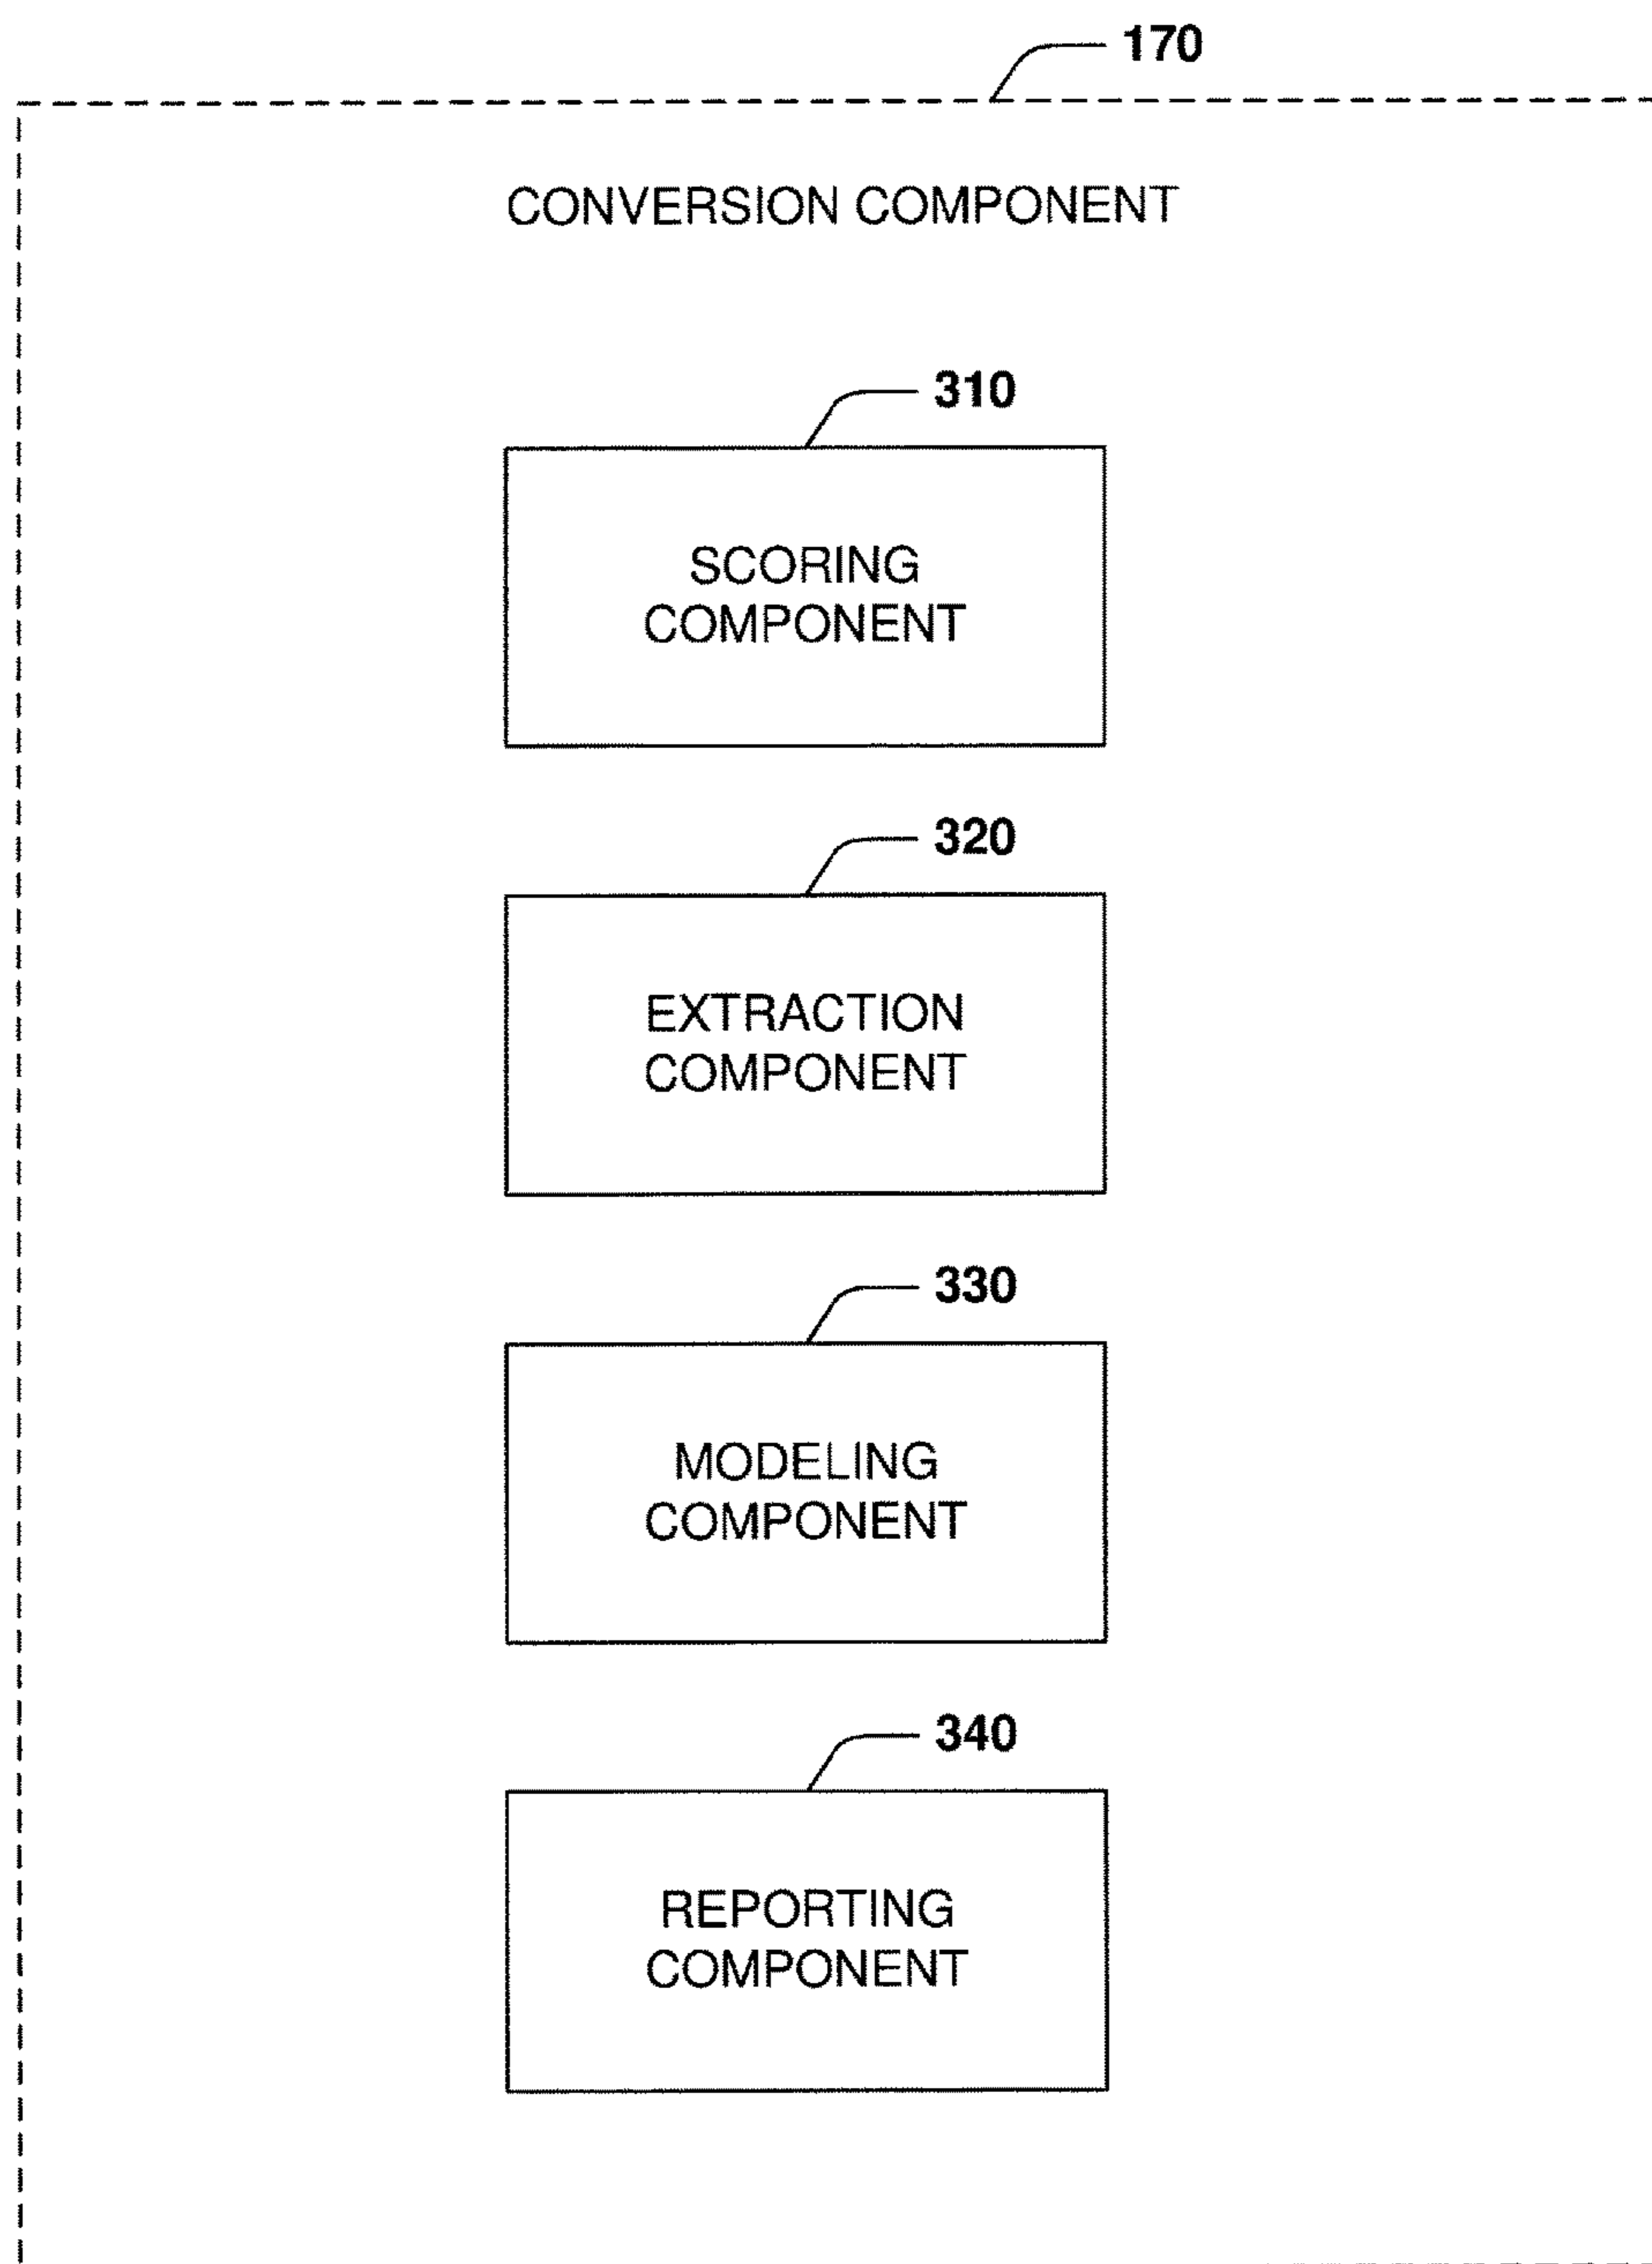 170
CONVERSION COMPONENT
310
SCORING
COMPONENT
320
EXTRACTION
COMPONENT
330
MODELING
COMPONENT
340
REPORTING
COMPONENT